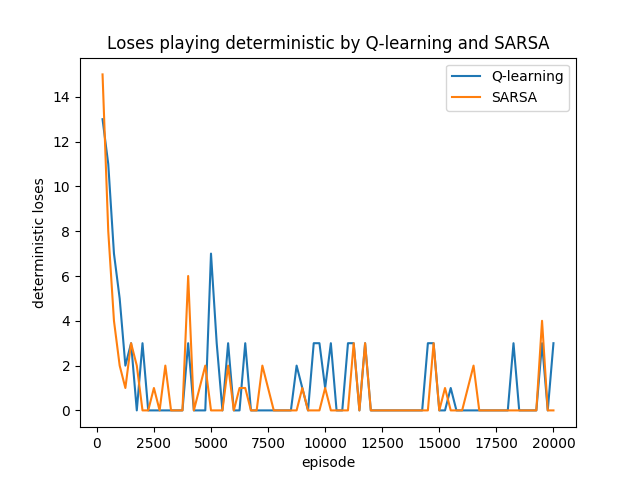 Loses playing deterministic by Q-learning and SARSA
Q-learning
SARSA
deterministic loses
14
12
10
8
6
4
2
0
0 2500 5000 7500 10000 12500 15000 17500 20000
episode